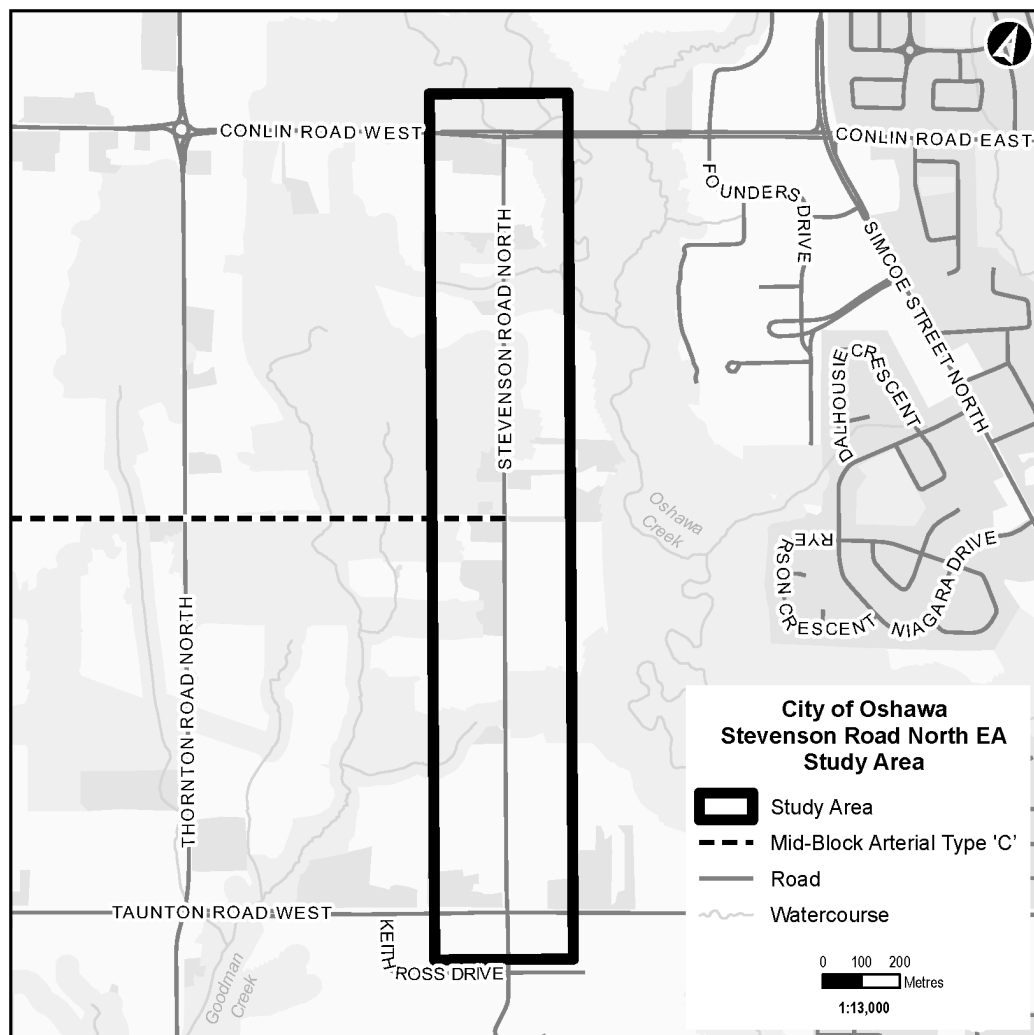 CONLIN ROAD WEST
CONLIN ROAD EAST
FOUNDERS DRIVE
SIMCOE STREET NORTH
STEVENSON ROAD NORTH
DALHOUSIE CRESCENT
Oshawa
Creek
RYERSON CRESCENT
NIAGARA DRIVE
THORNTON ROAD NORTH
TAUNTON ROAD WEST
KEITH ROSS DRIVE
Goodman
Creek
City of Oshawa
Stevenson Road North EA
Study Area
Study Area
Mid-Block Arterial Type 'C'
Road
Watercourse
0 100 200
Metres
1:13,000